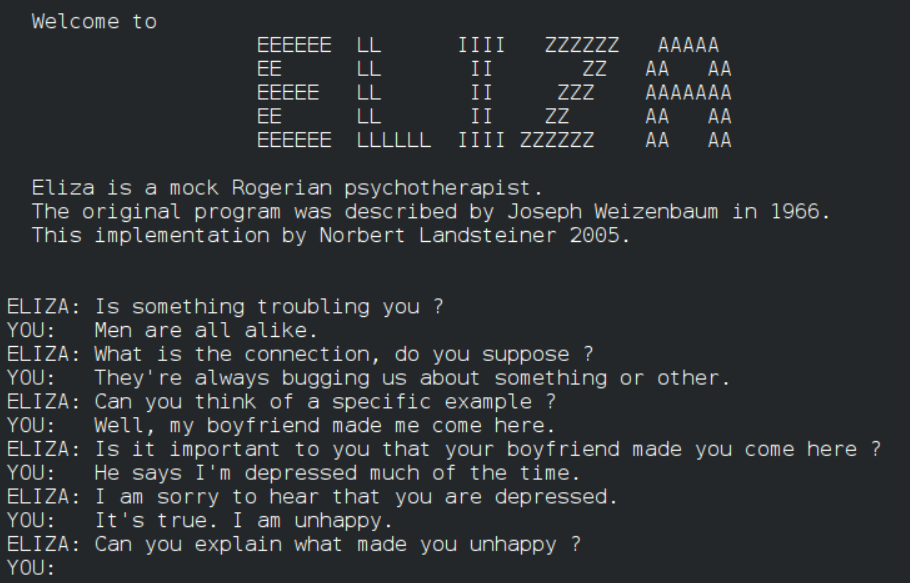 Welcome to
EEEEEE LL IIII ZZZZZZ AAAAA
EE LL II ZZ AA AA
EEEEE LL II ZZZ AAAAAAA
EE LL II ZZ AA AA
EEEEEE LLLLLL IIII ZZZZZZ AA AA
Eliza is a mock Rogerian psychotherapist.
The original program was described by Joseph Weizenbaum in 1966.
This implementation by Norbert Landsteiner 2005.
ELIZA: Is something troubling you ?
YOU: Men are all alike.
ELIZA: What is the connection, do you suppose ?
YOU: They're always bugging us about something or other.
ELIZA: Can you think of a specific example ?
YOU: Well, my boyfriend made me come here.
ELIZA: Is it important to you that your boyfriend made you come here ?
YOU: He says I'm depressed much of the time.
ELIZA: I am sorry to hear that you are depressed.
YOU: It's true. I am unhappy.
ELIZA: Can you explain what made you unhappy ?
YOU: